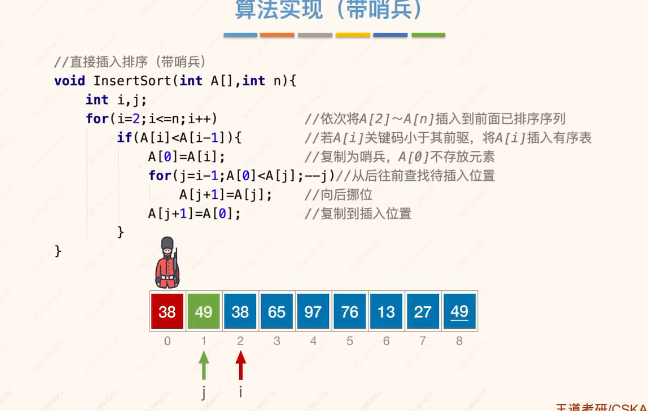 算法实现（带哨兵）
//直接插入排序（带哨兵）
void InsertSort(int A[],int n){
int i,j;
for(i=2;i<=n;i++) //依次将A[2]～A[n]插入到前面已排序序列
if(A[i]<A[i-1]){ //若A[i]关键码小于其前驱，将A[i]插入有序表
A[0]=A[i]; //复制为哨兵，A[0]不存放元素
for(j=i-1;A[0]<A[j];--j)//从后往前查找待插入位置
A[j+1]=A[j]; //向后挪位
A[j+1]=A[0]; //复制到插入位置
}
}
38 49 38 65 97 76 13 27 49
0 1 2 3 4 5 6 7 8
j i
王道考研/CSKA